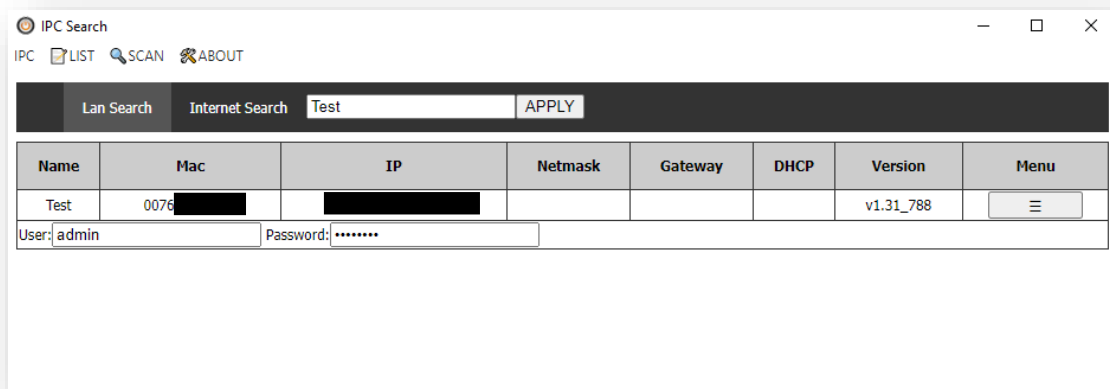 IPC Search
IPC LIST SCAN ABOUT
Lan Search Internet Search Test APPLY
Name Mac IP Netmask Gateway DHCP Version Menu
Test 0076 v1.31_788 ☰
User: admin Password: ••••••••